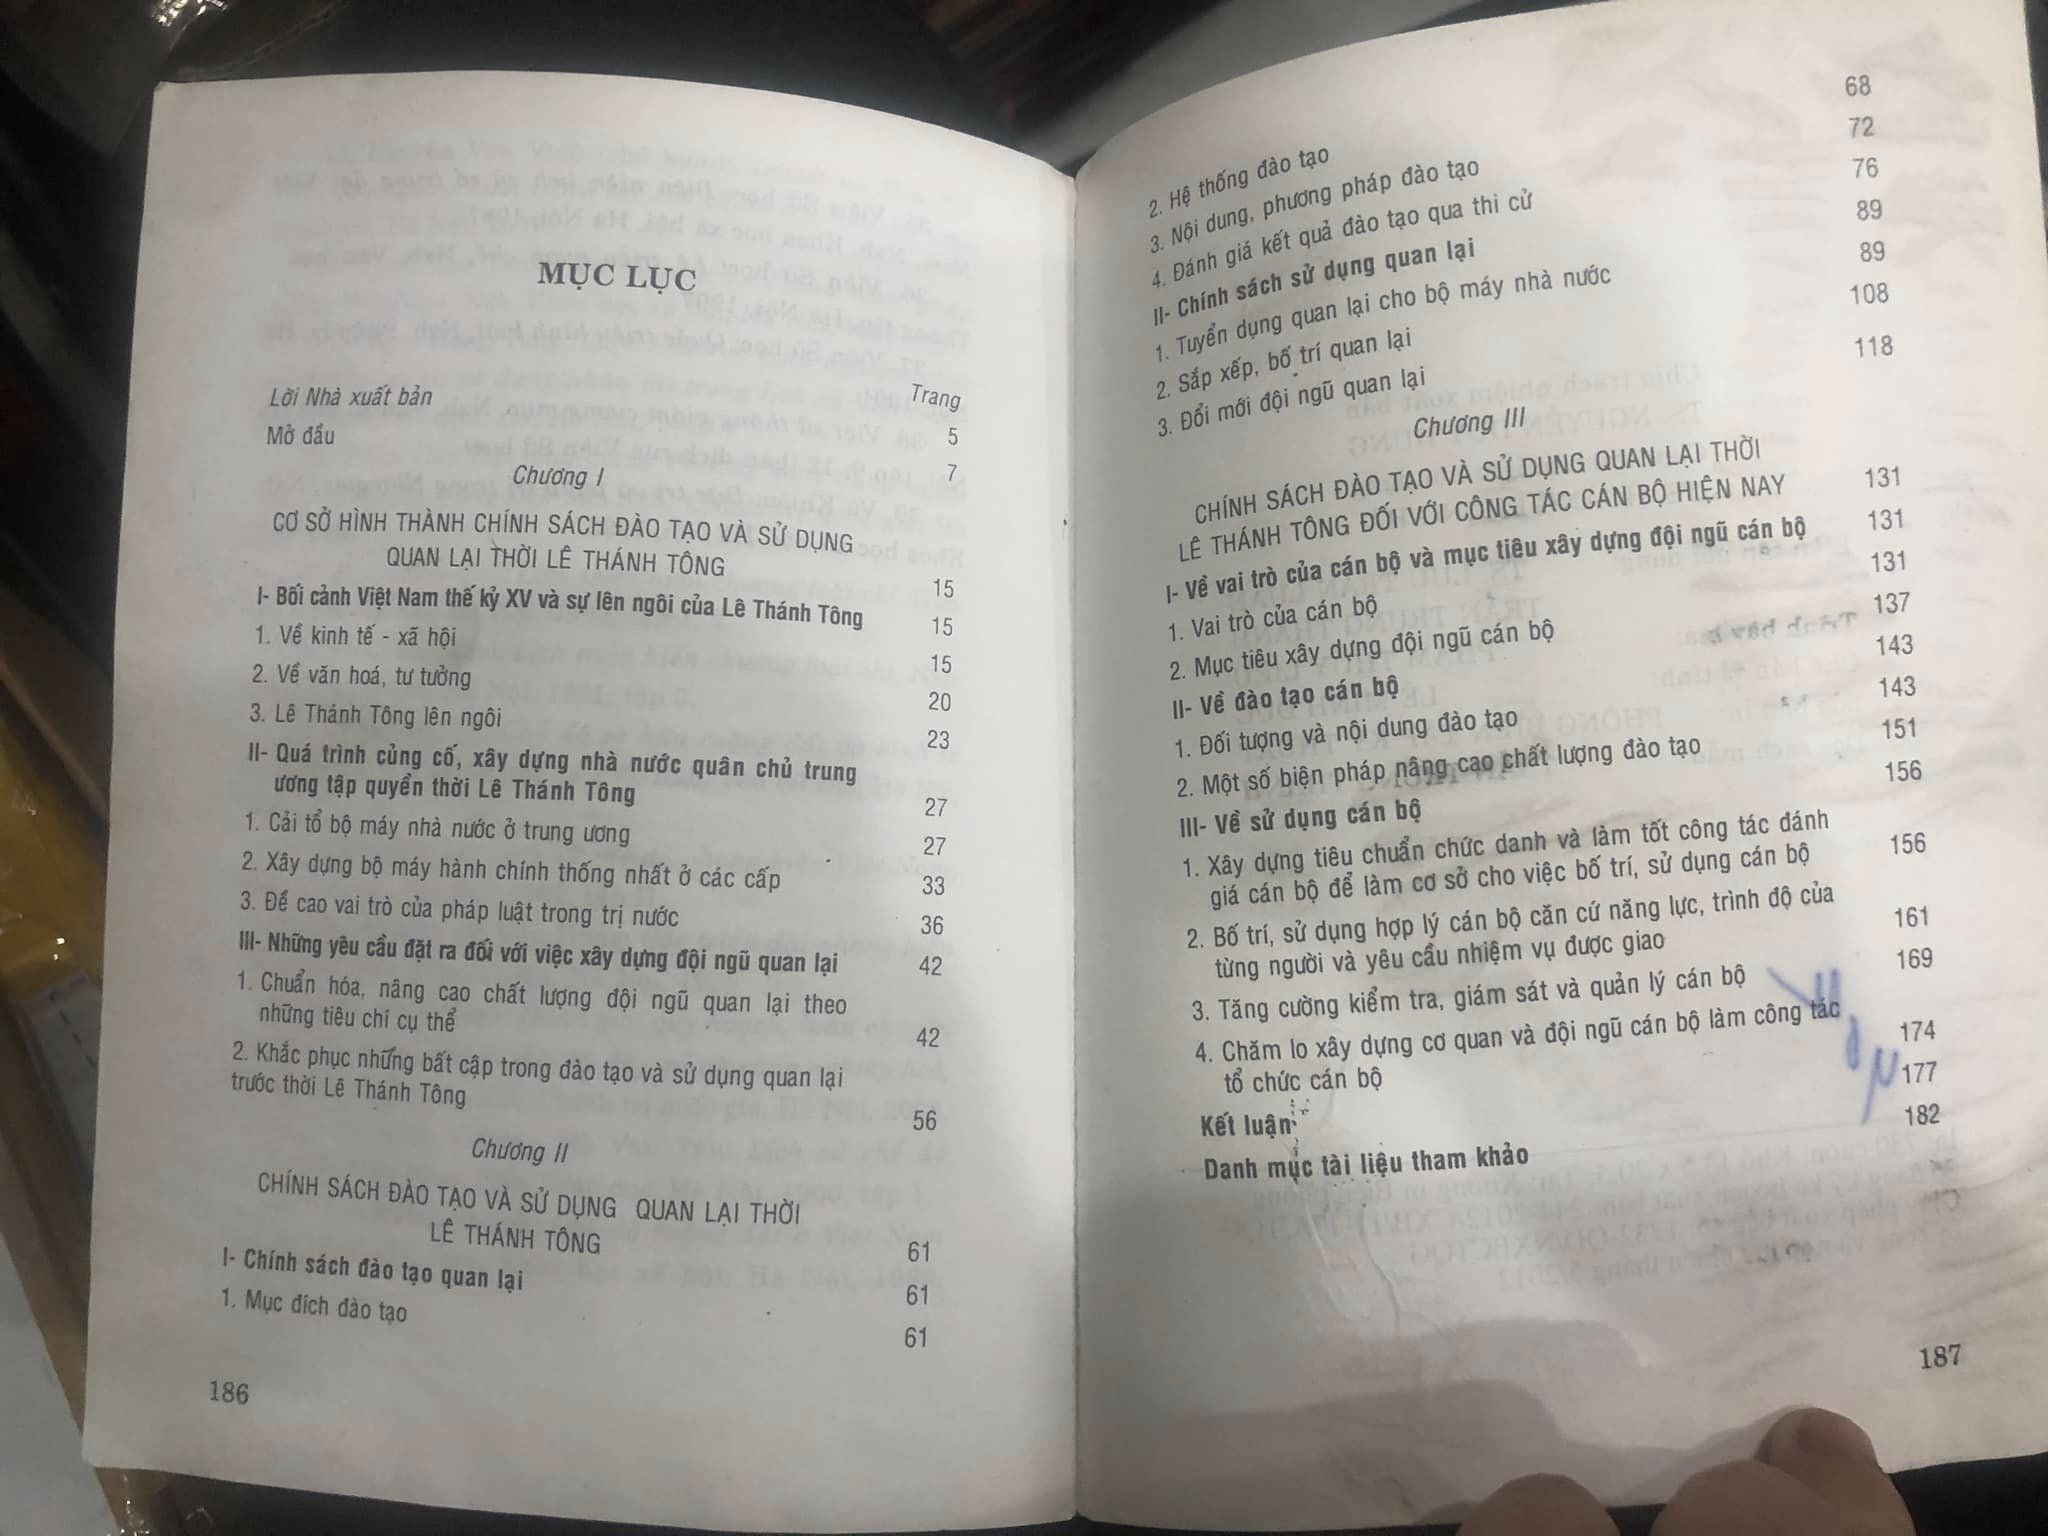 MỤC LỤC
Trang
Lời Nhà xuất bản 5
Mở đầu 7
Chương I
CƠ SỞ HÌNH THÀNH CHÍNH SÁCH ĐÀO TẠO VÀ SỬ DỤNG
QUAN LẠI THỜI LÊ THÁNH TÔNG 15
I- Bối cảnh Việt Nam thế kỷ XV và sự lên ngôi của Lê Thánh Tông 15
1. Về kinh tế - xã hội 15
2. Về văn hoá, tư tưởng 20
3. Lê Thánh Tông lên ngôi 23
II- Quá trình củng cố, xây dựng nhà nước quân chủ trung
ương tập quyền thời Lê Thánh Tông 27
1. Cải tổ bộ máy nhà nước ở trung ương 27
2. Xây dựng bộ máy hành chính thống nhất ở các cấp 33
3. Đề cao vai trò của pháp luật trong trị nước 36
III- Những yêu cầu đặt ra đối với việc xây dựng đội ngũ quan lại 42
1. Chuẩn hóa, nâng cao chất lượng đội ngũ quan lại theo
những tiêu chí cụ thể 42
2. Khắc phục những bất cập trong đào tạo và sử dụng quan lại
trước thời Lê Thánh Tông 56
Chương II
CHÍNH SÁCH ĐÀO TẠO VÀ SỬ DỤNG QUAN LẠI THỜI
LÊ THÁNH TÔNG 61
I- Chính sách đào tạo quan lại 61
1. Mục đích đào tạo 61
186
2. Hệ thống đào tạo 68
3. Nội dung, phương pháp đào tạo 72
4. Đánh giá kết quả đào tạo qua thi cử 76
II- Chính sách sử dụng quan lại 89
1. Tuyển dụng quan lại cho bộ máy nhà nước 89
2. Sắp xếp, bố trí quan lại 108
3. Đổi mới đội ngũ quan lại 118
Chương III
CHÍNH SÁCH ĐÀO TẠO VÀ SỬ DỤNG QUAN LẠI THỜI
LÊ THÁNH TÔNG ĐỐI VỚI CÔNG TÁC CÁN BỘ HIỆN NAY 131
I- Về vai trò của cán bộ và mục tiêu xây dựng đội ngũ cán bộ 131
1. Vai trò của cán bộ 131
2. Mục tiêu xây dựng đội ngũ cán bộ 137
II- Về đào tạo cán bộ 143
1. Đối tượng và nội dung đào tạo 143
2. Một số biện pháp nâng cao chất lượng đào tạo 151
III- Về sử dụng cán bộ 156
1. Xây dựng tiêu chuẩn chức danh và làm tốt công tác đánh
giá cán bộ để làm cơ sở cho việc bố trí, sử dụng cán bộ 156
2. Bố trí, sử dụng hợp lý cán bộ căn cứ năng lực, trình độ của
từng người và yêu cầu nhiệm vụ được giao 161
3. Tăng cường kiểm tra, giám sát và quản lý cán bộ 169
4. Chăm lo xây dựng cơ quan và đội ngũ cán bộ làm công tác
tổ chức cán bộ 174
Kết luận 177
Danh mục tài liệu tham khảo 182
187